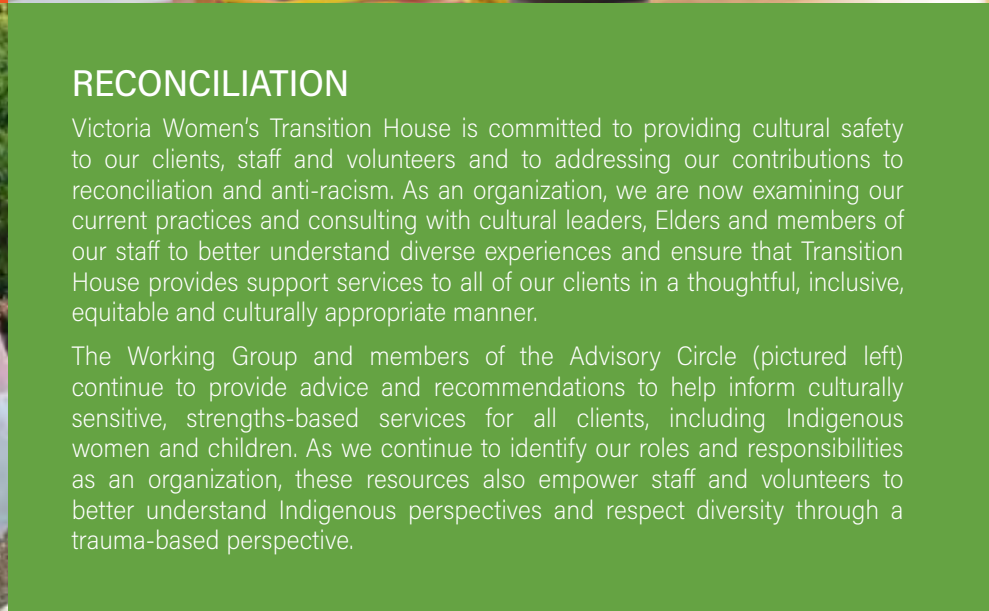 RECONCILIATION
Victoria Women's Transition House is committed to providing cultural safety
to our clients, staff and volunteers and to addressing our contributions to
reconciliation and anti-racism. As an organization, we are now examining our
current practices and consulting with cultural leaders, Elders and members of
our staff to better understand diverse experiences and ensure that Transition
House provides support services to all of our clients in a thoughtful, inclusive,
equitable and culturally appropriate manner.
The Working Group and members of the Advisory Circle (pictured left)
continue to provide advice and recommendations to help inform culturally
sensitive, strengths-based services for all clients, including Indigenous
women and children. As we continue to identify our roles and responsibilities
as an organization, these resources also empower staff and volunteers to
better understand Indigenous perspectives and respect diversity through a
trauma-based perspective.